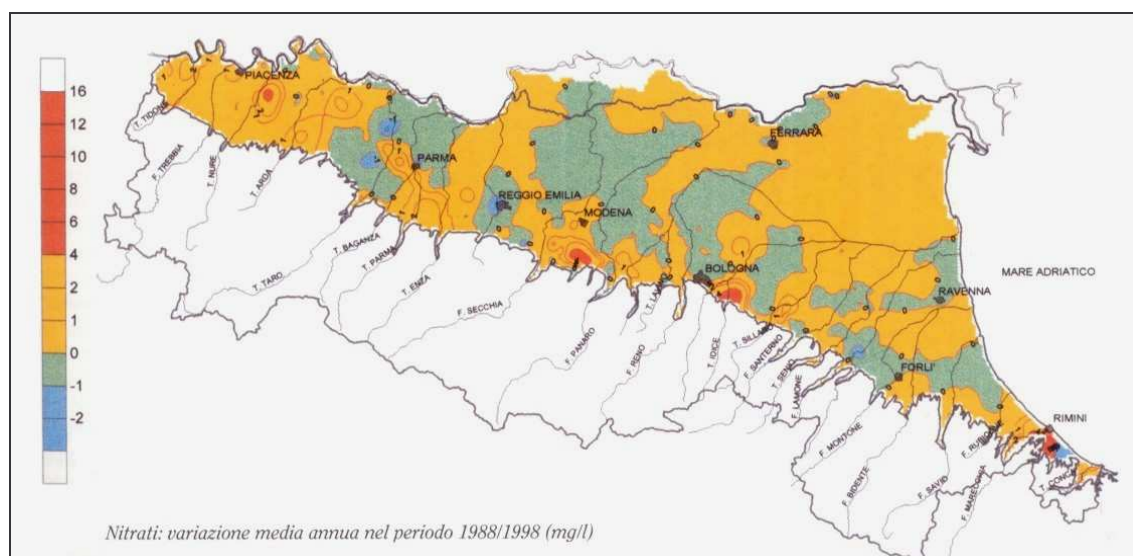 16
12
10
8
6
4
2
1
0
-1
-2
PIACENZA
PARMA
REGGIO EMILIA
MODENA
BOLOGNA
FERRARA
RAVENNA
FORLI'
RIMINI
MARE ADRIATICO
T. TIDONE
F. TREBBIA
T. NURE
T. ARDA
T. TARO
T. BAGANZA
T. PARMA
T. ENZA
F. SECCHIA
F. PANARO
F. RENO
T. IDICE
T. SILLARO
F. SANTERNO
T. SENIO
F. LAMONE
F. MONTONE
F. BIDENTE
F. SAVIO
F. RUBICONE
F. MARECCHIA
T. CONCA
Nitrati: variazione media annua nel periodo 1988/1998 (mg/l)